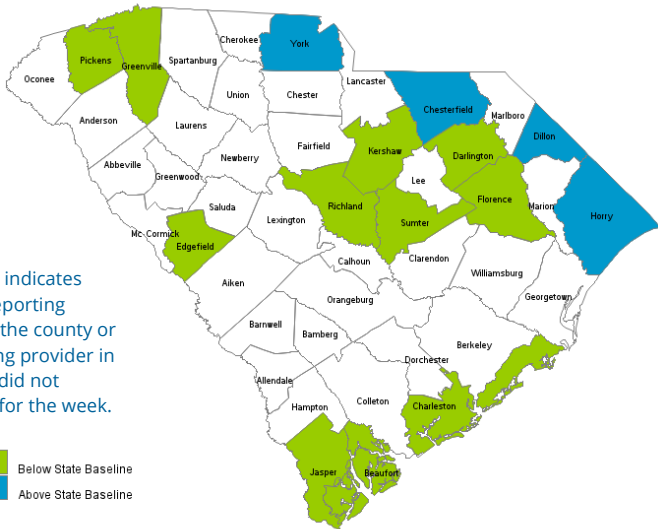 Cherokee
York
Oconee
Pickens
Greenville
Spartanburg
Union
Chester
Lancaster
Chesterfield
Marlboro
Dillon
Anderson
Laurens
Fairfield
Kershaw
Darlington
Abbeville
Greenwood
Newberry
Lee
Florence
Marion
Horry
Mc Cormick
Saluda
Edgefield
Lexington
Richland
Sumter
Calhoun
Clarendon
Williamsburg
Georgetown
Aiken
Orangeburg
Barnwell
Bamberg
Berkeley
Dorchester
Allendale
Hampton
Colleton
Charleston
Jasper
Beaufort
indicates
eporting
the county or
ng provider in
did not
for the week.
Below State Baseline
Above State Baseline